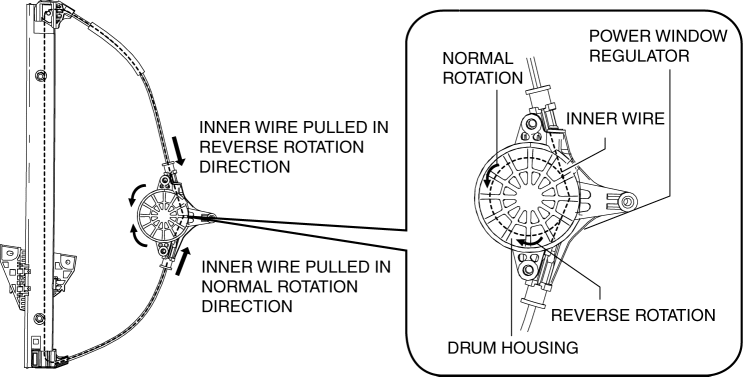 INNER WIRE PULLED IN
REVERSE ROTATION
DIRECTION
INNER WIRE PULLED IN
NORMAL ROTATION
DIRECTION
NORMAL
ROTATION
POWER WINDOW
REGULATOR
INNER WIRE
REVERSE ROTATION
DRUM HOUSING